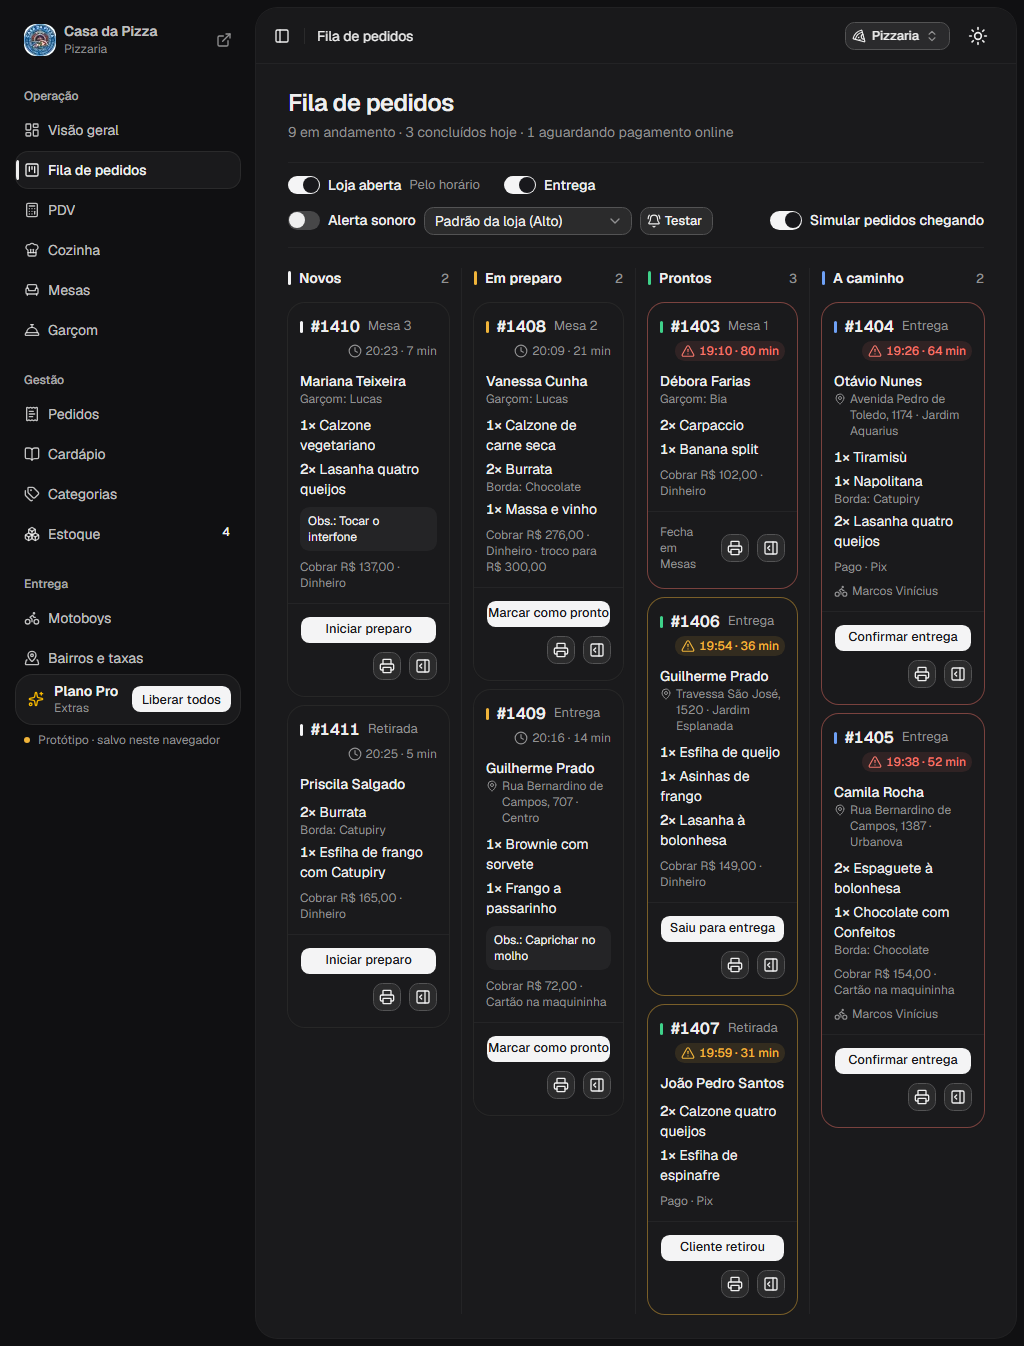 Casa da Pizza
Pizzaria
Operação
Visão geral
Fila de pedidos
PDV
Cozinha
Mesas
Garçom
Gestão
Pedidos
Cardápio
Categorias
Estoque 4
Entrega
Motoboys
Bairros e taxas
Plano Pro
Extras
Liberar todos
Protótipo · salvo neste navegador
Fila de pedidos
Pizzaria
Fila de pedidos
9 em andamento · 3 concluídos hoje · 1 aguardando pagamento online
Loja aberta Pelo horário Entrega
Alerta sonoro Padrão da loja (Alto) Testar Simular pedidos chegando
Novos 2
#1410 Mesa 3
20:23 · 7 min
Mariana Teixeira
Garçom: Lucas
1× Calzone
vegetariano
2× Lasanha quatro
queijos
Obs.: Tocar o
interfone
Cobrar R$ 137,00 ·
Dinheiro
Iniciar preparo
#1411 Retirada
20:25 · 5 min
Priscila Salgado
2× Burrata
Borda: Catupiry
1× Esfiha de frango
com Catupiry
Cobrar R$ 165,00 ·
Dinheiro
Iniciar preparo
Em preparo 2
#1408 Mesa 2
20:09 · 21 min
Vanessa Cunha
Garçom: Lucas
1× Calzone de
carne seca
2× Burrata
Borda: Chocolate
1× Massa e vinho
Cobrar R$ 276,00 ·
Dinheiro · troco para
R$ 300,00
Marcar como pronto
#1409 Entrega
20:16 · 14 min
Guilherme Prado
Rua Bernardino de
Campos, 707 ·
Centro
1× Brownie com
sorvete
1× Frango a
passarinho
Obs.: Caprichar no
molho
Cobrar R$ 72,00 ·
Cartão na maquininha
Marcar como pronto
Prontos 3
#1403 Mesa 1
19:10 · 80 min
Débora Farias
Garçom: Bia
2× Carpaccio
1× Banana split
Cobrar R$ 102,00 ·
Dinheiro
Fecha
em
Mesas
#1406 Entrega
19:54 · 36 min
Guilherme Prado
Travessa São José,
1520 · Jardim
Esplanada
1× Esfiha de queijo
1× Asinhas de
frango
2× Lasanha à
bolonhesa
Cobrar R$ 149,00 ·
Dinheiro
Saiu para entrega
#1407 Retirada
19:59 · 31 min
João Pedro Santos
2× Calzone quatro
queijos
1× Esfiha de
espinafre
Pago · Pix
Cliente retirou
A caminho 2
#1404 Entrega
19:26 · 64 min
Otávio Nunes
Avenida Pedro de
Toledo, 1174 · Jardim
Aquarius
1× Tiramisù
1× Napolitana
Borda: Catupiry
2× Lasanha quatro
queijos
Pago · Pix
Marcos Vinícius
Confirmar entrega
#1405 Entrega
19:38 · 52 min
Camila Rocha
Rua Bernardino de
Campos, 1387 ·
Urbanova
2× Espaguete à
bolonhesa
1× Chocolate com
Confeitos
Borda: Chocolate
Cobrar R$ 154,00 ·
Cartão na maquininha
Marcos Vinícius
Confirmar entrega